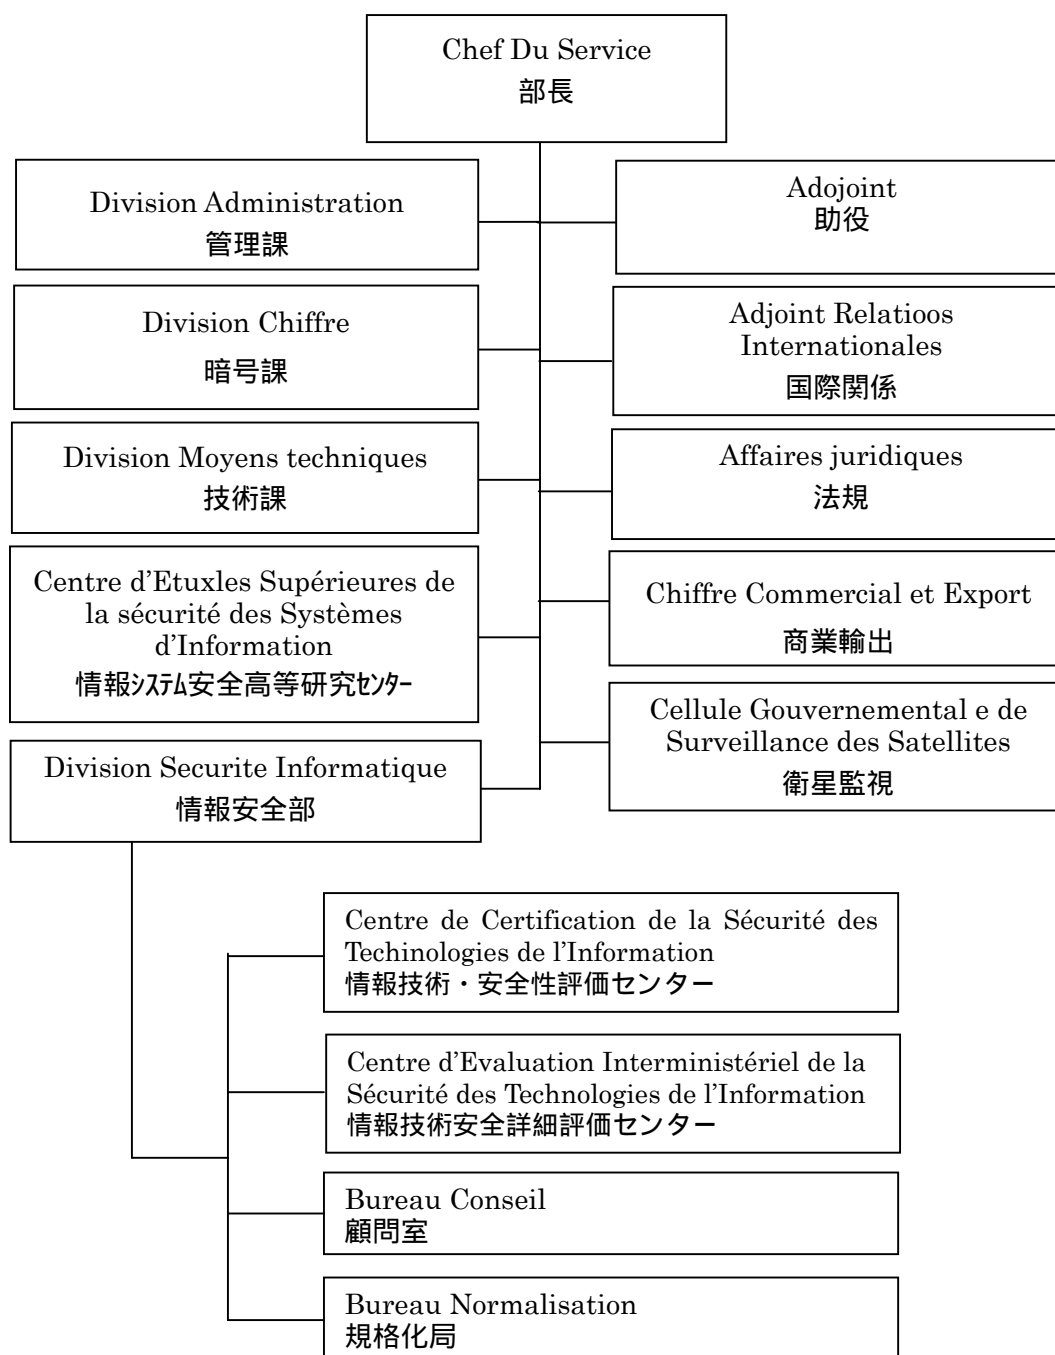 Chef Du Service
部長
Division Administration
管理課
Adojoint
助役
Division Chiffre
暗号課
Adjoint Relatioos
Internationales
国際関係
Division Moyens techniques
技術課
Affaires juridiques
法規
Centre d'Etuxles Supérieures de
la sécurité des Systèmes
d'Information
情報ｼｽﾃﾑ安全高等研究ｾﾝﾀｰ
Chiffre Commercial et Export
商業輸出
Cellule Gouvernemental e de
Surveillance des Satellites
衛星監視
Division Securite Informatique
情報安全部
Centre de Certification de la Sécurité des
Techinologies de l'Information
情報技術・安全性評価センター
Centre d'Evaluation Interministériel de la
Sécurité des Technologies de l'Information
情報技術安全詳細評価センター
Bureau Conseil
顧問室
Bureau Normalisation
規格化局